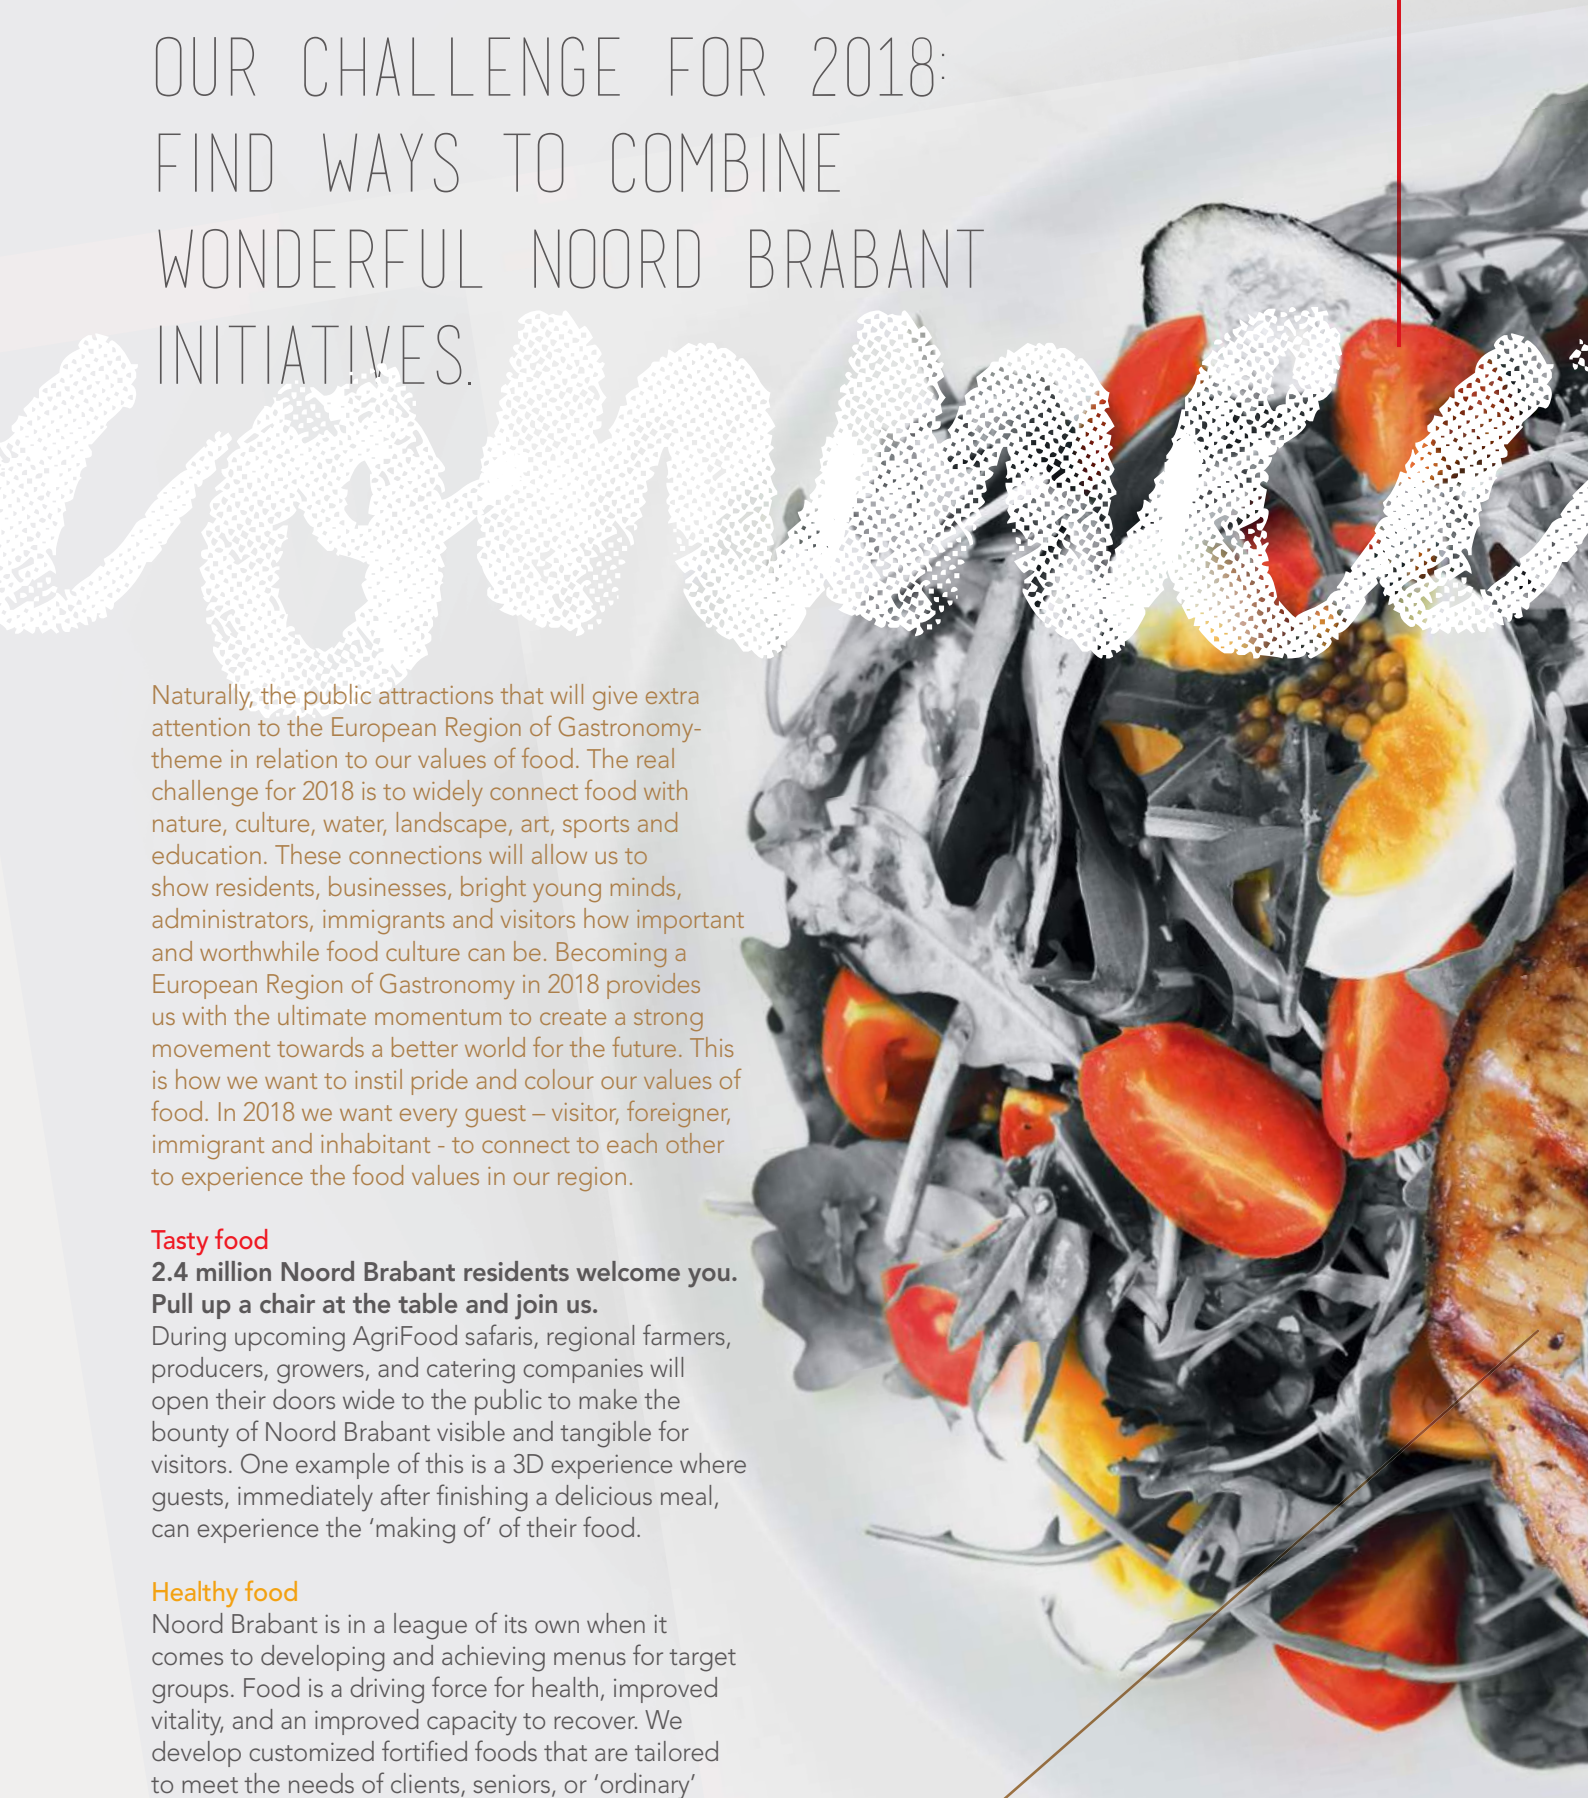 OUR CHALLENGE FOR 2018:
FIND WAYS TO COMBINE
WONDERFUL NOORD BRABANT
INITIATIVES.
Naturally, the public attractions that will give extra
attention to the European Region of Gastronomy-
theme in relation to our values of food. The real
challenge for 2018 is to widely connect food with
nature, culture, water, landscape, art, sports and
education. These connections will allow us to
show residents, businesses, bright young minds,
administrators, immigrants and visitors how important
and worthwhile food culture can be. Becoming a
European Region of Gastronomy in 2018 provides
us with the ultimate momentum to create a strong
movement towards a better world for the future. This
is how we want to instil pride and colour our values of
food. In 2018 we want every guest – visitor, foreigner,
immigrant and inhabitant - to connect to each other
to experience the food values in our region.
Tasty food
2.4 million Noord Brabant residents welcome you.
Pull up a chair at the table and join us.
During upcoming AgriFood safaris, regional farmers,
producers, growers, and catering companies will
open their doors wide to the public to make the
bounty of Noord Brabant visible and tangible for
visitors. One example of this is a 3D experience where
guests, immediately after finishing a delicious meal,
can experience the ‘making of’ of their food.
Healthy food
Noord Brabant is in a league of its own when it
comes to developing and achieving menus for target
groups. Food is a driving force for health, improved
vitality, and an improved capacity to recover. We
develop customized fortified foods that are tailored
to meet the needs of clients, seniors, or ‘ordinary’